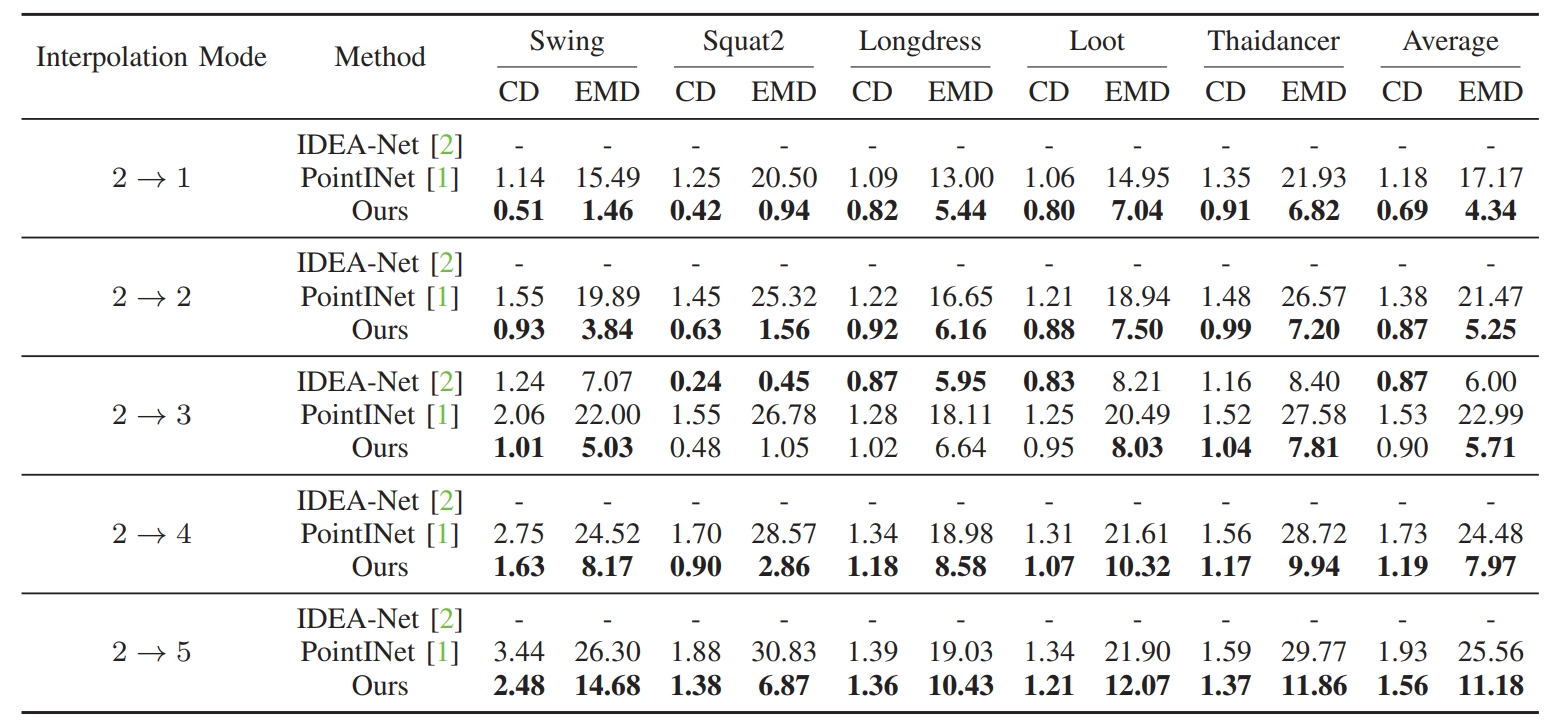 Interpolation Mode Method Swing Squat2 Longdress Loot Thaidancer Average
CD EMD CD EMD CD EMD CD EMD CD EMD CD EMD
IDEA-Net [2] - - - - - - - - - - - -
2 → 1 PointINet [1] 1.14 15.49 1.25 20.50 1.09 13.00 1.06 14.95 1.35 21.93 1.18 17.17
Ours 0.51 1.46 0.42 0.94 0.82 5.44 0.80 7.04 0.91 6.82 0.69 4.34
IDEA-Net [2] - - - - - - - - - - - -
2 → 2 PointINet [1] 1.55 19.89 1.45 25.32 1.22 16.65 1.21 18.94 1.48 26.57 1.38 21.47
Ours 0.93 3.84 0.63 1.56 0.92 6.16 0.88 7.50 0.99 7.20 0.87 5.25
IDEA-Net [2] 1.24 7.07 0.24 0.45 0.87 5.95 0.83 8.21 1.16 8.40 0.87 6.00
2 → 3 PointINet [1] 2.06 22.00 1.55 26.78 1.28 18.11 1.25 20.49 1.52 27.58 1.53 22.99
Ours 1.01 5.03 0.48 1.05 1.02 6.64 0.95 8.03 1.04 7.81 0.90 5.71
IDEA-Net [2] - - - - - - - - - - - -
2 → 4 PointINet [1] 2.75 24.52 1.70 28.57 1.34 18.98 1.31 21.61 1.56 28.72 1.73 24.48
Ours 1.63 8.17 0.90 2.86 1.18 8.58 1.07 10.32 1.17 9.94 1.19 7.97
IDEA-Net [2] - - - - - - - - - - - -
2 → 5 PointINet [1] 3.44 26.30 1.88 30.83 1.39 19.03 1.34 21.90 1.59 29.77 1.93 25.56
Ours 2.48 14.68 1.38 6.87 1.36 10.43 1.21 12.07 1.37 11.86 1.56 11.18